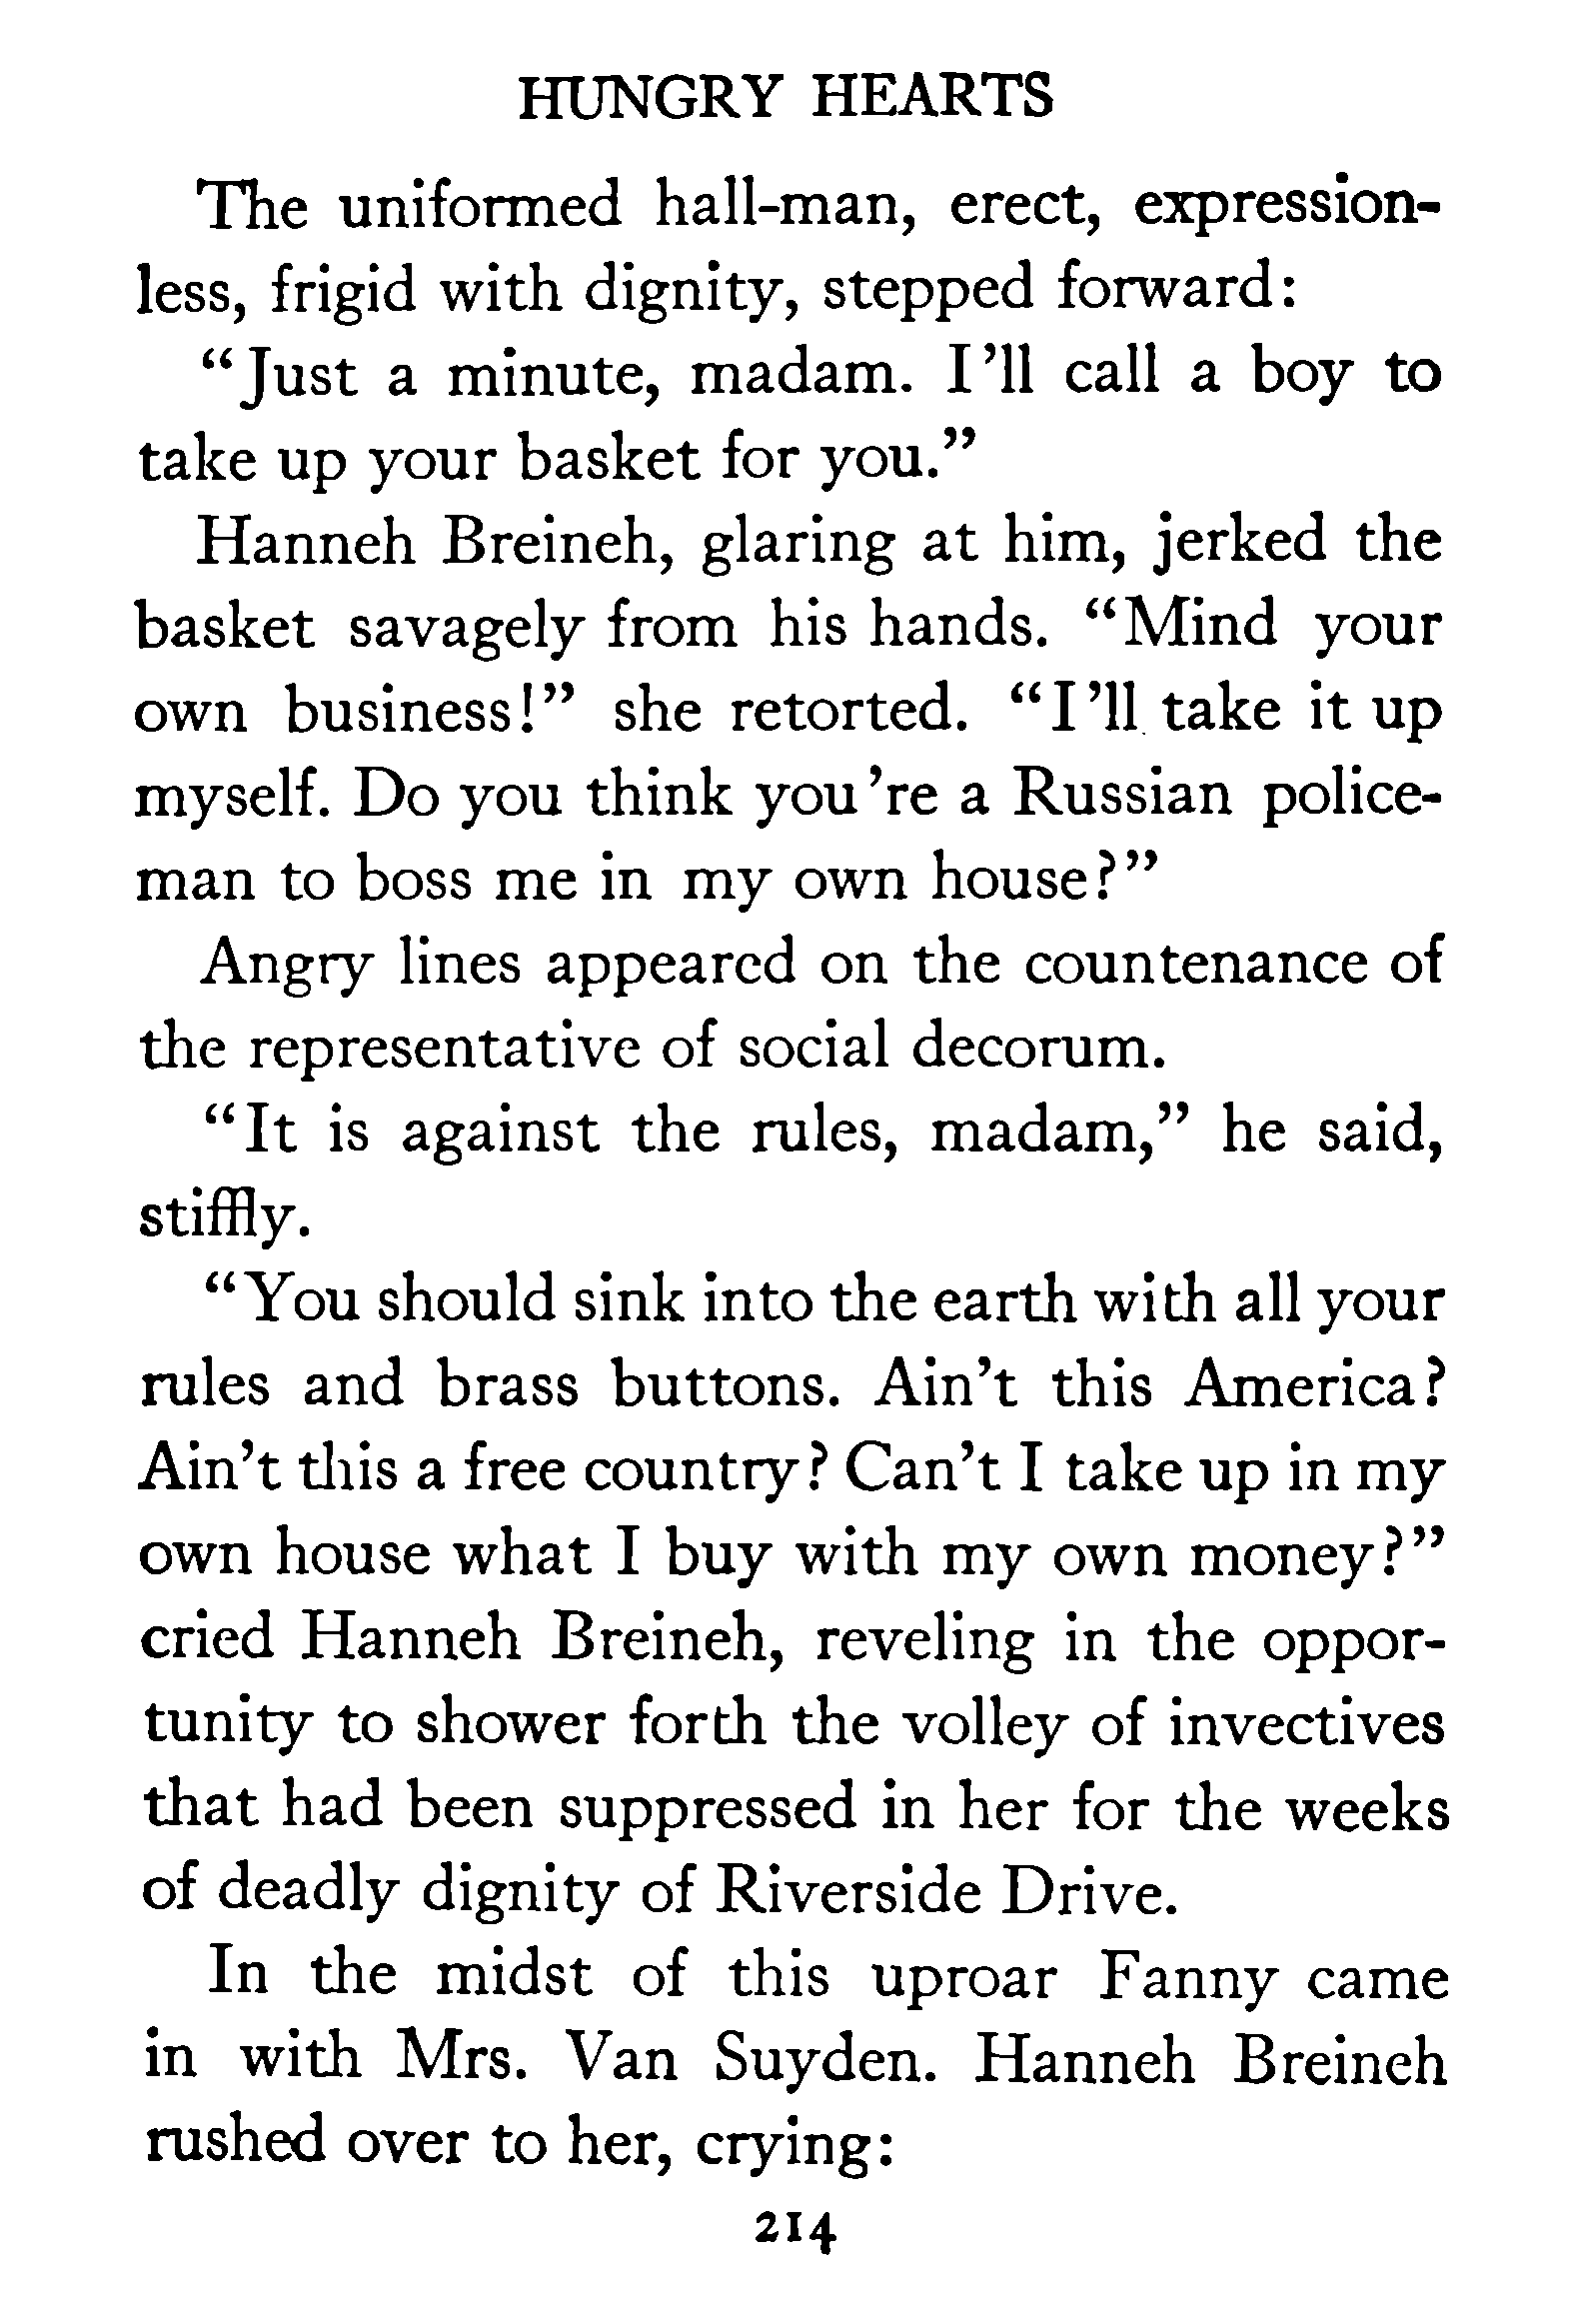 HUNGRY HEARTS
The uniformed hall-man, erect, expression-
less, frigid with dignity, stepped forward:
“Just a minute, madam. I’ll call a boy to
take up your basket for you.”
Hanneh Breineh, glaring at him, jerked the
basket savagely from his hands. “Mind your
own business!” she retorted. “I’ll take it up
myself. Do you think you’re a Russian police-
man to boss me in my own house?”
Angry lines appeared on the countenance of
the representative of social decorum.
“It is against the rules, madam,” he said,
stiffly.
“You should sink into the earth with all your
rules and brass buttons. Ain’t this America?
Ain’t this a free country? Can’t I take up in my
own house what I buy with my own money?”
cried Hanneh Breineh, reveling in the oppor-
tunity to shower forth the volley of invectives
that had been suppressed in her for the weeks
of deadly dignity of Riverside Drive.
In the midst of this uproar Fanny came
in with Mrs. Van Suyden. Hanneh Breineh
rushed over to her, crying:
214